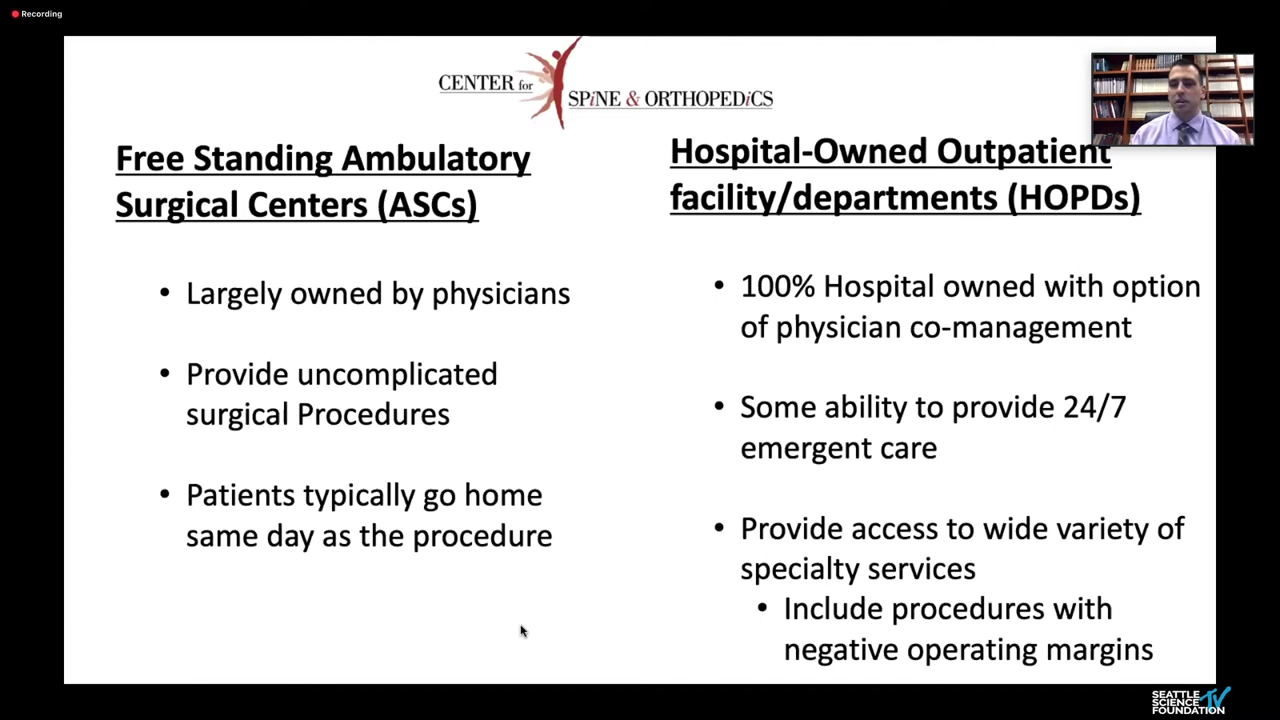 Recording
CENTER for
SPiNE & ORTHOPEDiCS
Free Standing Ambulatory
Surgical Centers (ASCs)
• Largely owned by physicians
• Provide uncomplicated
surgical Procedures
• Patients typically go home
same day as the procedure
Hospital-Owned Outpatient
facility/departments (HOPDs)
• 100% Hospital owned with option
of physician co-management
• Some ability to provide 24/7
emergent care
• Provide access to wide variety of
specialty services
• Include procedures with
negative operating margins
SEATTLE
SCIENCE TV
FOUNDATION